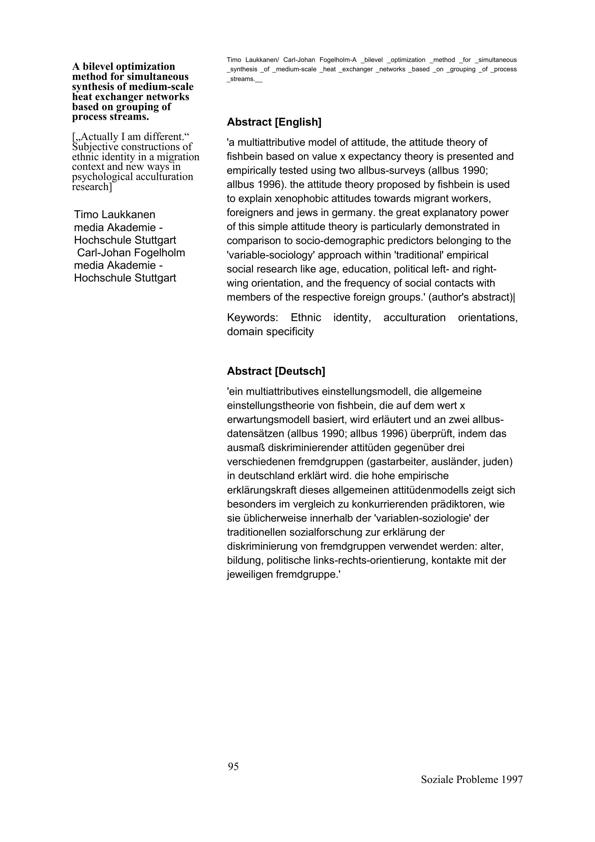 A bilevel optimization
method for simultaneous
synthesis of medium-scale
heat exchanger networks
based on grouping of
process streams.
[„Actually I am different.“
Subjective constructions of
ethnic identity in a migration
context and new ways in
psychological acculturation
research]
Timo Laukkanen
media Akademie -
Hochschule Stuttgart
Carl-Johan Fogelholm
media Akademie -
Hochschule Stuttgart
Timo Laukkanen/ Carl-Johan Fogelholm-A _bilevel _optimization _method _for _simultaneous
_synthesis _of _medium-scale _heat _exchanger _networks _based _on _grouping _of _process
_streams.__
Abstract [English]
'a multiattributive model of attitude, the attitude theory of
fishbein based on value x expectancy theory is presented and
empirically tested using two allbus-surveys (allbus 1990;
allbus 1996). the attitude theory proposed by fishbein is used
to explain xenophobic attitudes towards migrant workers,
foreigners and jews in germany. the great explanatory power
of this simple attitude theory is particularly demonstrated in
comparison to socio-demographic predictors belonging to the
'variable-sociology' approach within 'traditional' empirical
social research like age, education, political left- and right-
wing orientation, and the frequency of social contacts with
members of the respective foreign groups.' (author's abstract)|
Keywords: Ethnic identity, acculturation orientations,
domain specificity
Abstract [Deutsch]
'ein multiattributives einstellungsmodell, die allgemeine
einstellungstheorie von fishbein, die auf dem wert x
erwartungsmodell basiert, wird erläutert und an zwei allbus-
datensätzen (allbus 1990; allbus 1996) überprüft, indem das
ausmaß diskriminierender attitüden gegenüber drei
verschiedenen fremdgruppen (gastarbeiter, ausländer, juden)
in deutschland erklärt wird. die hohe empirische
erklärungskraft dieses allgemeinen attitüdenmodells zeigt sich
besonders im vergleich zu konkurrierenden prädiktoren, wie
sie üblicherweise innerhalb der 'variablen-soziologie' der
traditionellen sozialforschung zur erklärung der
diskriminierung von fremdgruppen verwendet werden: alter,
bildung, politische links-rechts-orientierung, kontakte mit der
jeweiligen fremdgruppe.'
95
Soziale Probleme 1997